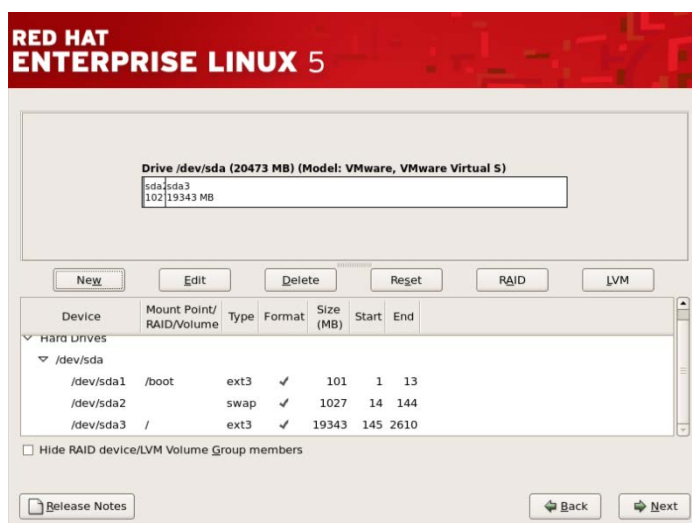 RED HAT
ENTERPRISE LINUX 5
Drive /dev/sda (20473 MB) (Model: VMware, VMware Virtual S)
sda2 sda3
102 19343 MB
New Edit Delete Reset RAID LVM
Device Mount Point/ RAID/Volume Type Format Size (MB) Start End
Hard Drives
/dev/sda
/dev/sda1 /boot ext3 101 1 13
/dev/sda2 swap 1027 14 144
/dev/sda3 / ext3 19343 145 2610
Hide RAID device/LVM Volume Group members
Release Notes Back Next